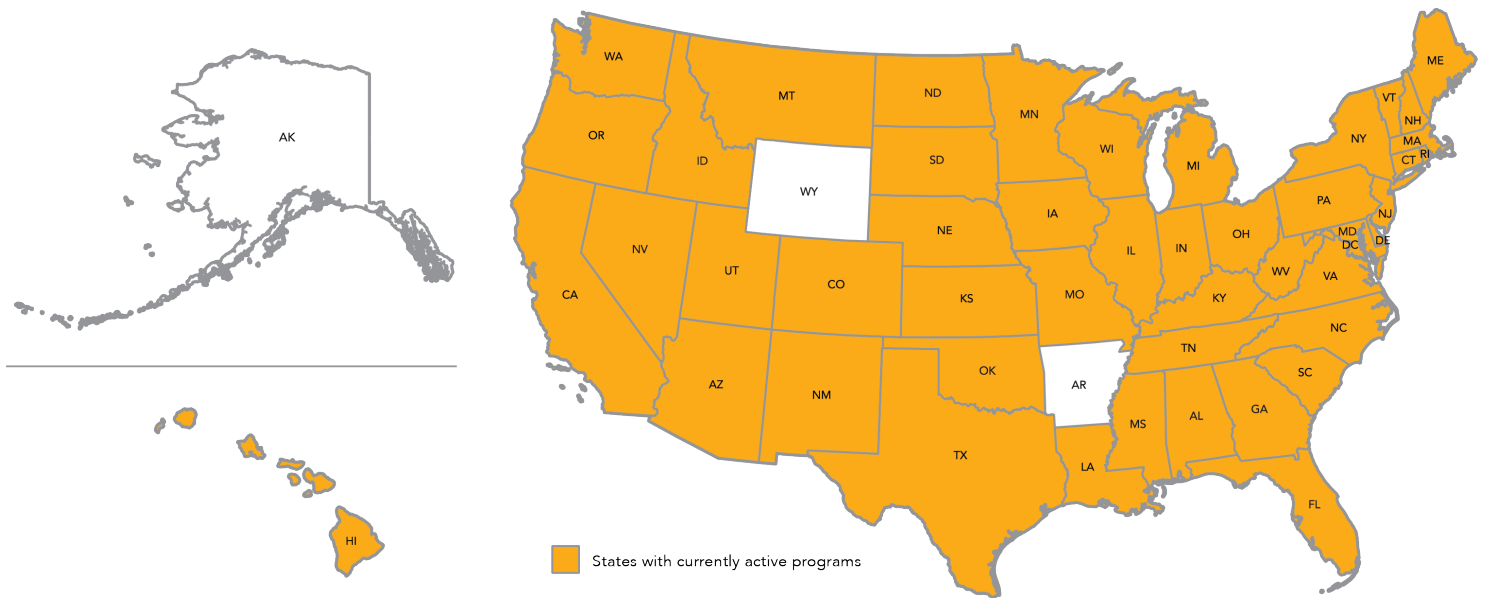 WA
MT
ND
MN
ME
VT
NH
NY
MA
CT
RI
AK
OR
ID
SD
WI
MI
WY
PA
NJ
IA
NE
OH
MD
DC
DE
NV
UT
IL
IN
WV
VA
CO
KS
MO
KY
CA
NC
TN
SC
AZ
NM
OK
AR
MS
AL
GA
TX
LA
FL
HI
States with currently active programs